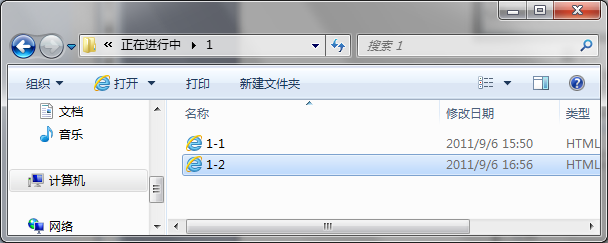 « 正在进行中 1
搜索 1
组织 打开 打印 新建文件夹
文档
音乐
计算机
网络
名称 修改日期 类型
1-1 2011/9/6 15:50 HTML
1-2 2011/9/6 16:56 HTML